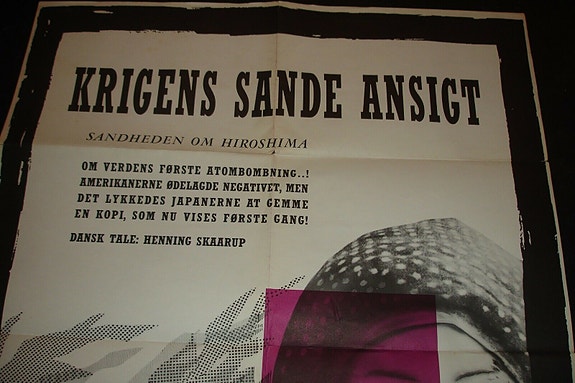 KRIGENS SANDE ANSIGT
SANDHEDEN OM HIROSHIMA
OM VERDENS FØRSTE ATOMBOMBNING..!
AMERIKANERNE ØDELAGDE NEGATIVET, MEN
DET LYKKEDES JAPANERNE AT GEMME
EN KOPI, SOM NU VISES FØRSTE GANG!
DANSK TALE: HENNING SKAARUP